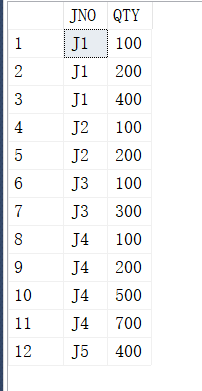 JNO QTY
1 J1 100
2 J1 200
3 J1 400
4 J2 100
5 J2 200
6 J3 100
7 J3 300
8 J4 100
9 J4 200
10 J4 500
11 J4 700
12 J5 400